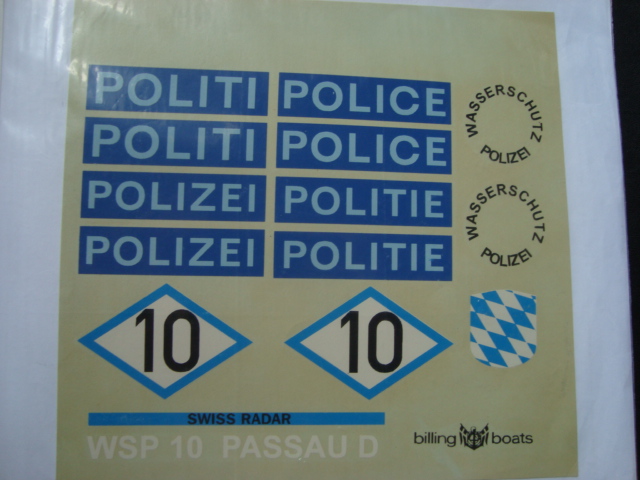 POLITI POLICE
POLITI POLICE
POLIZEI POLITIE
POLIZEI POLITIE
WASSERSCHUTZ
POLIZEI
WASSERSCHUTZ
POLIZEI
10 10
SWISS RADAR
WSP 10 PASSAU D
billing boats